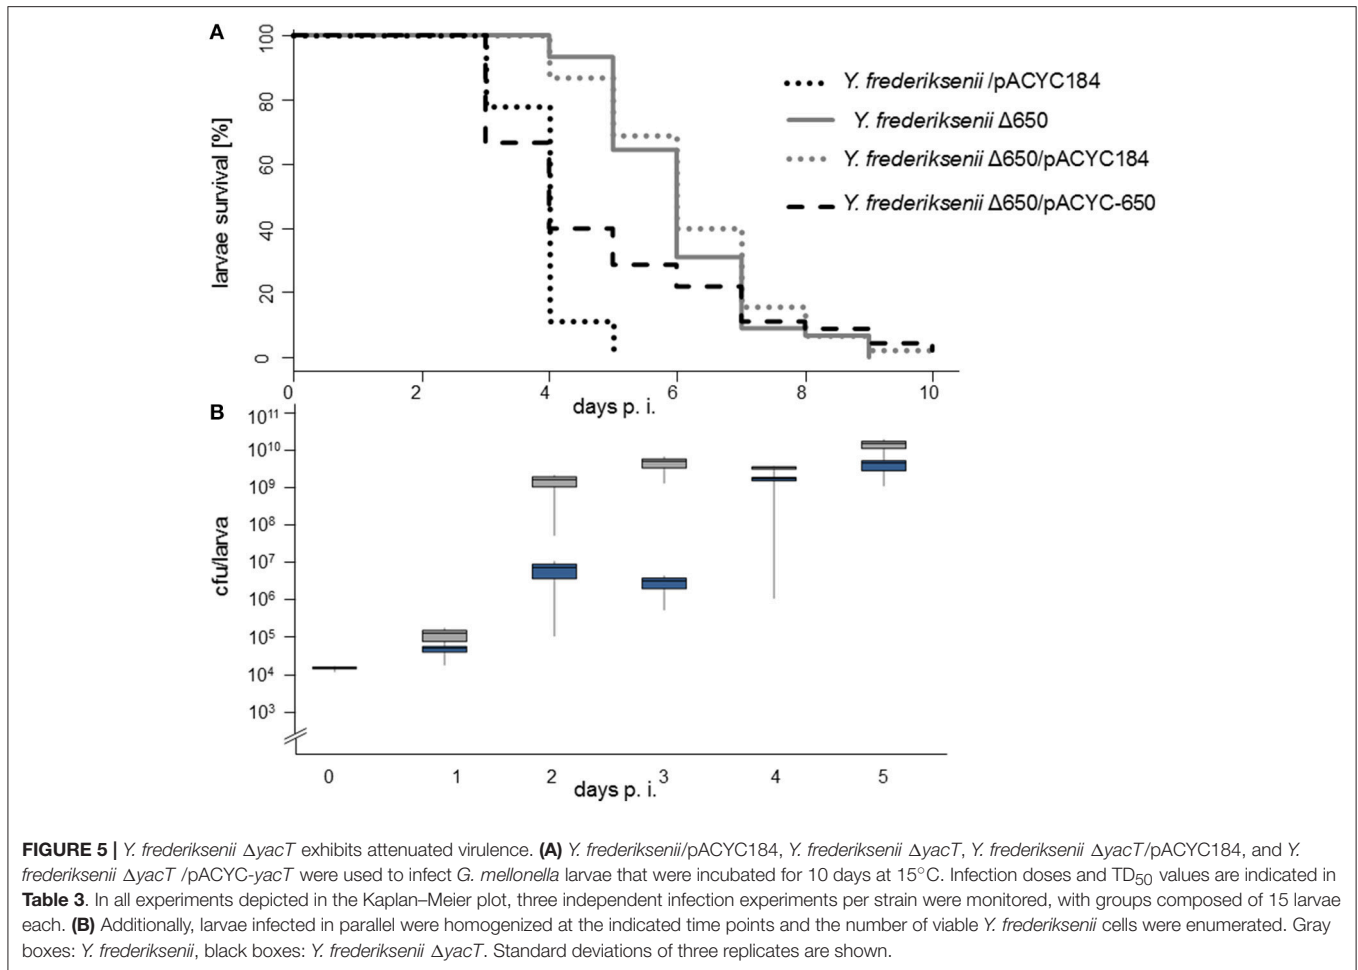 A
larvae survival [%]
100
80
60
40
20
0
Y. frederiksenii /pACYC184
Y. frederiksenii Δ650
Y. frederiksenii Δ650/pACYC184
Y. frederiksenii Δ650/pACYC-650
0 2 4 6 8 10
days p. i.
B
cfu/larva
10¹¹
10¹⁰
10⁹
10⁸
10⁷
10⁶
10⁵
10⁴
10³
0 1 2 3 4 5
days p. i.
FIGURE 5 | Y. frederiksenii ΔyacT exhibits attenuated virulence. (A) Y. frederiksenii/pACYC184, Y. frederiksenii ΔyacT, Y. frederiksenii ΔyacT/pACYC184, and Y.
frederiksenii ΔyacT /pACYC-yacT were used to infect G. mellonella larvae that were incubated for 10 days at 15°C. Infection doses and TD₅₀ values are indicated in
Table 3. In all experiments depicted in the Kaplan–Meier plot, three independent infection experiments per strain were monitored, with groups composed of 15 larvae
each. (B) Additionally, larvae infected in parallel were homogenized at the indicated time points and the number of viable Y. frederiksenii cells were enumerated. Gray
boxes: Y. frederiksenii, black boxes: Y. frederiksenii ΔyacT. Standard deviations of three replicates are shown.